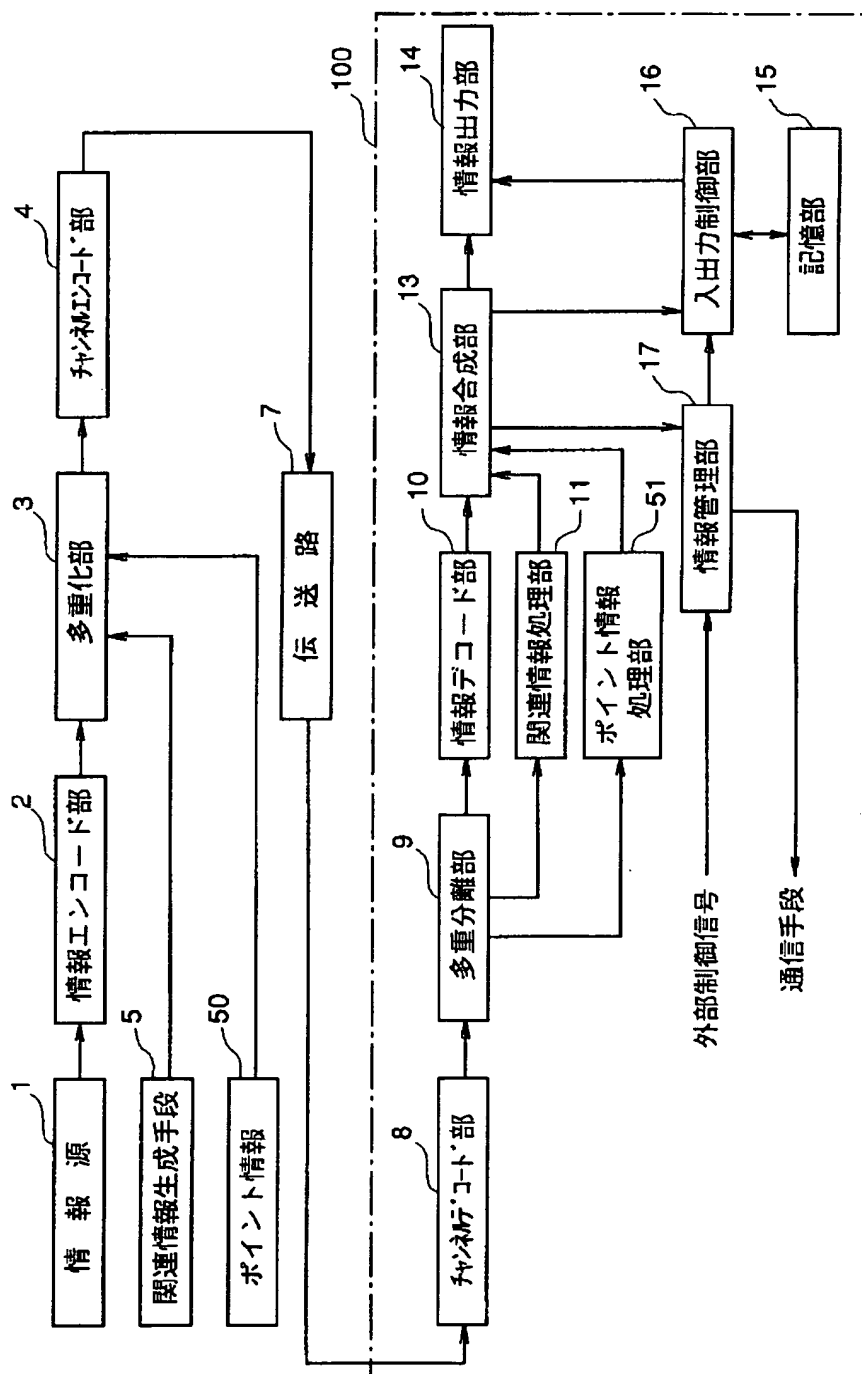 1
情報源
2
情報エンコード部
3
多重化部
4
チャンネルエンコード部
5
関連情報生成手段
50
ポイント情報
7
伝送路
100
8
チャンネルデコード部
9
多重分離部
10
情報デコード部
11
関連情報処理部
51
ポイント情報
処理部
13
情報合成部
14
情報出力部
17
情報管理部
16
入出力制御部
15
記憶部
外部制御信号
通信手段